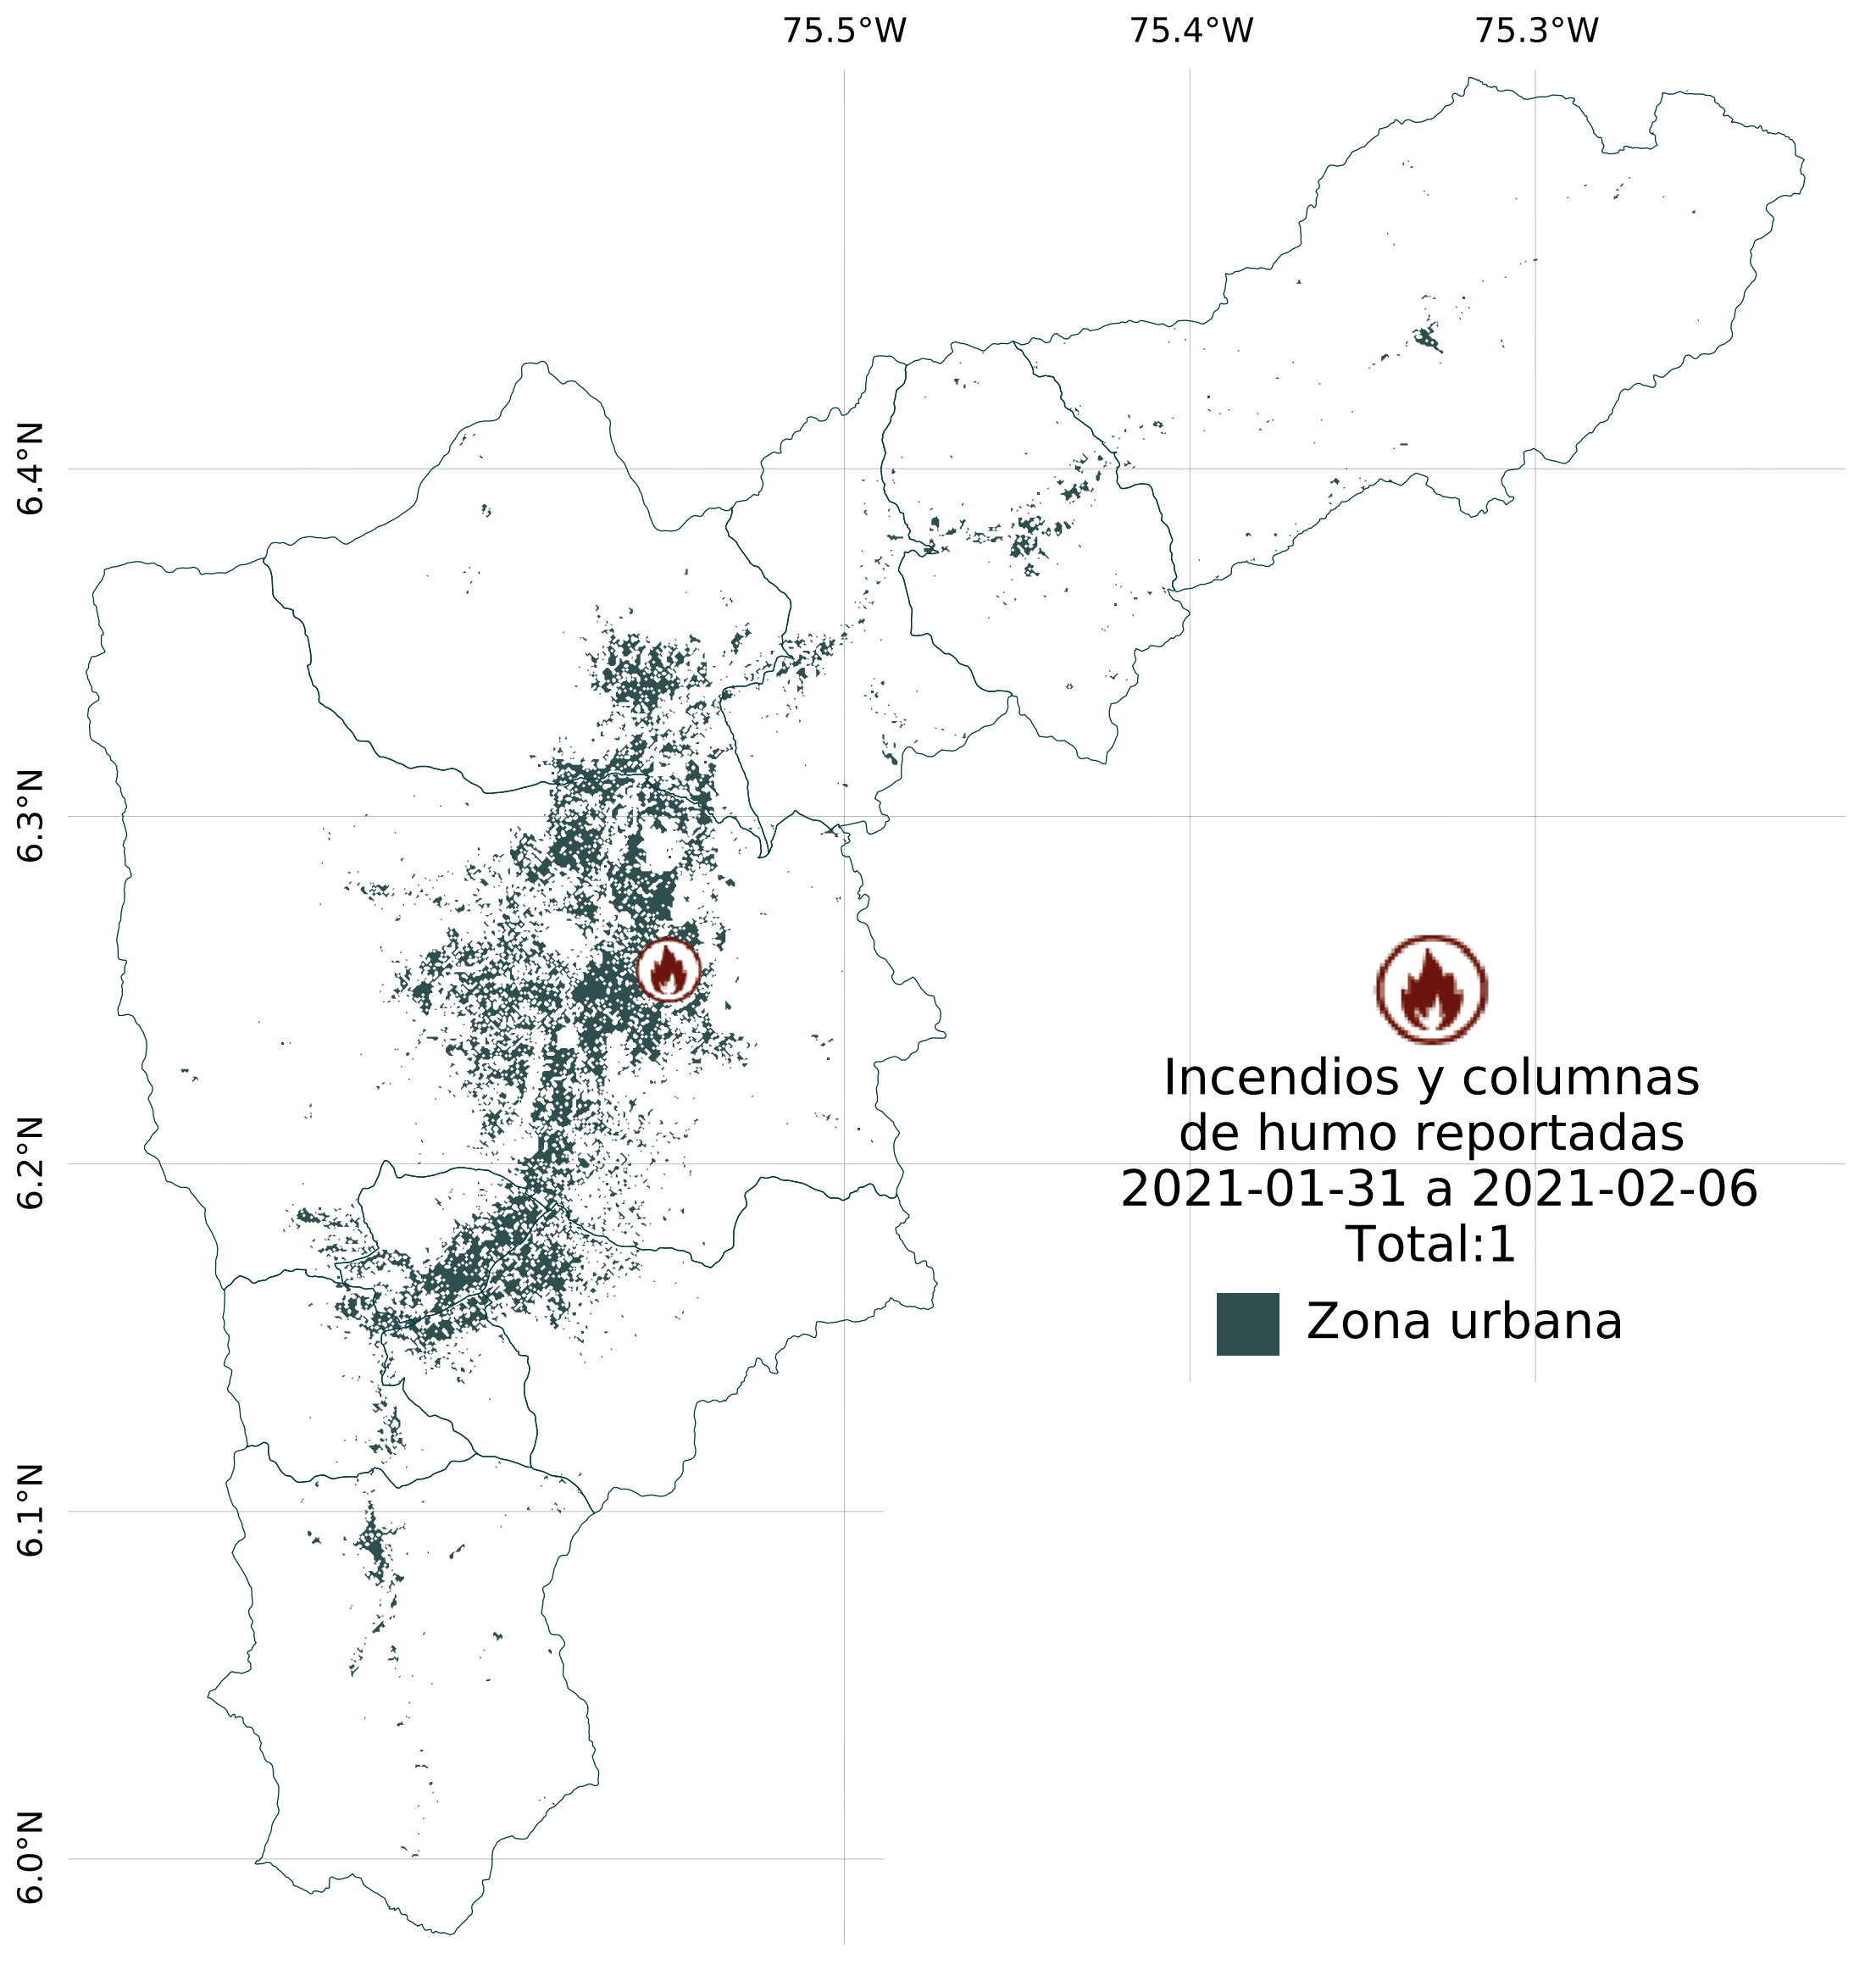 75.5°W 75.4°W 75.3°W
6.4°N
6.3°N
6.2°N
6.1°N
6.0°N
Incendios y columnas
de humo reportadas
2021-01-31 a 2021-02-06
Total:1
Zona urbana